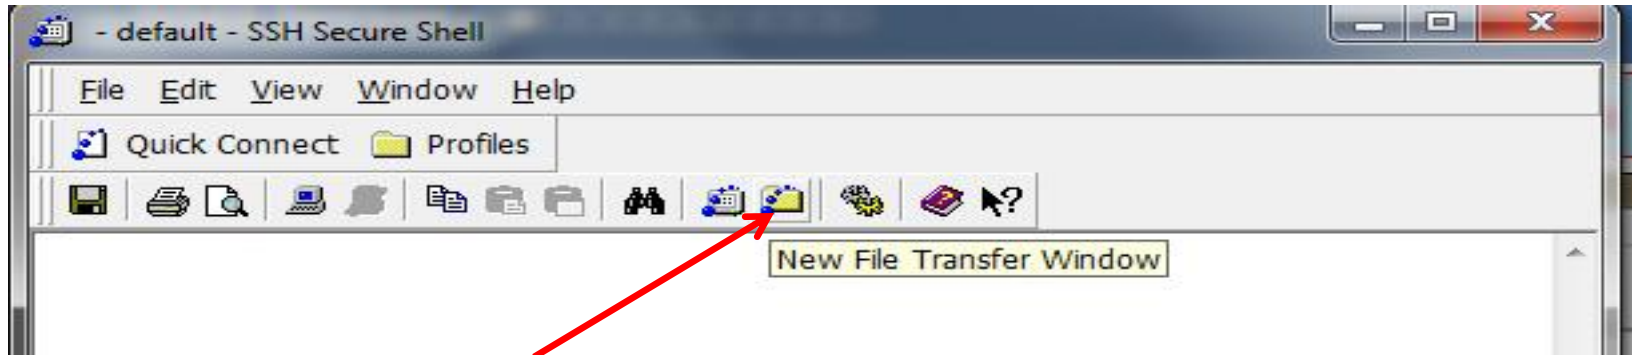 - default - SSH Secure Shell
File Edit View Window Help
Quick Connect Profiles
New File Transfer Window